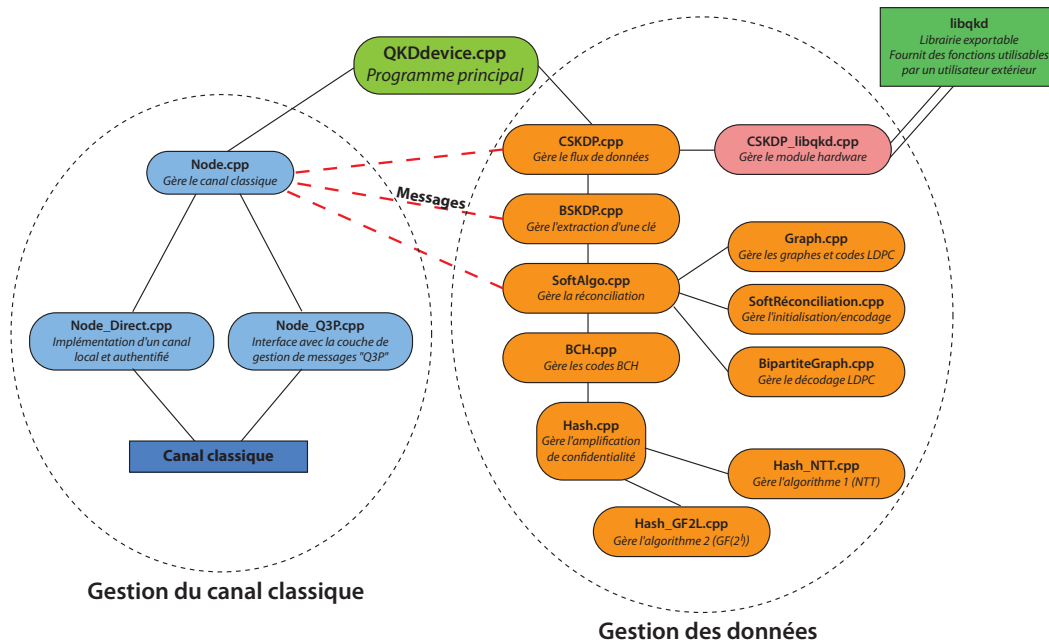 libqkd
Librairie exportable
Fournit des fonctions utilisables
par un utilisateur extérieur
QKDdevice.cpp
Programme principal
CSKDP.cpp
Gère le flux de données
CSKDP_libqkd.cpp
Gère le module hardware
Node.cpp
Gère le canal classique
Messages
BSKDP.cpp
Gère l'extraction d'une clé
Graph.cpp
Gère les graphes et codes LDPC
SoftAlgo.cpp
Gère la réconciliation
SoftRéconciliation.cpp
Gère l'initialisation/encodage
Node_Direct.cpp
Implémentation d'un canal
local et authentifié
Node_Q3P.cpp
Interface avec la couche de
gestion de messages "Q3P"
BCH.cpp
Gère les codes BCH
BipartiteGraph.cpp
Gère le décodage LDPC
Hash.cpp
Gère l'amplification
de confidentialité
Canal classique
Hash_NTT.cpp
Gère l'algorithme 1 (NTT)
Hash_GF2L.cpp
Gère l'algorithme 2 (GF(2^l))
Gestion du canal classique
Gestion des données